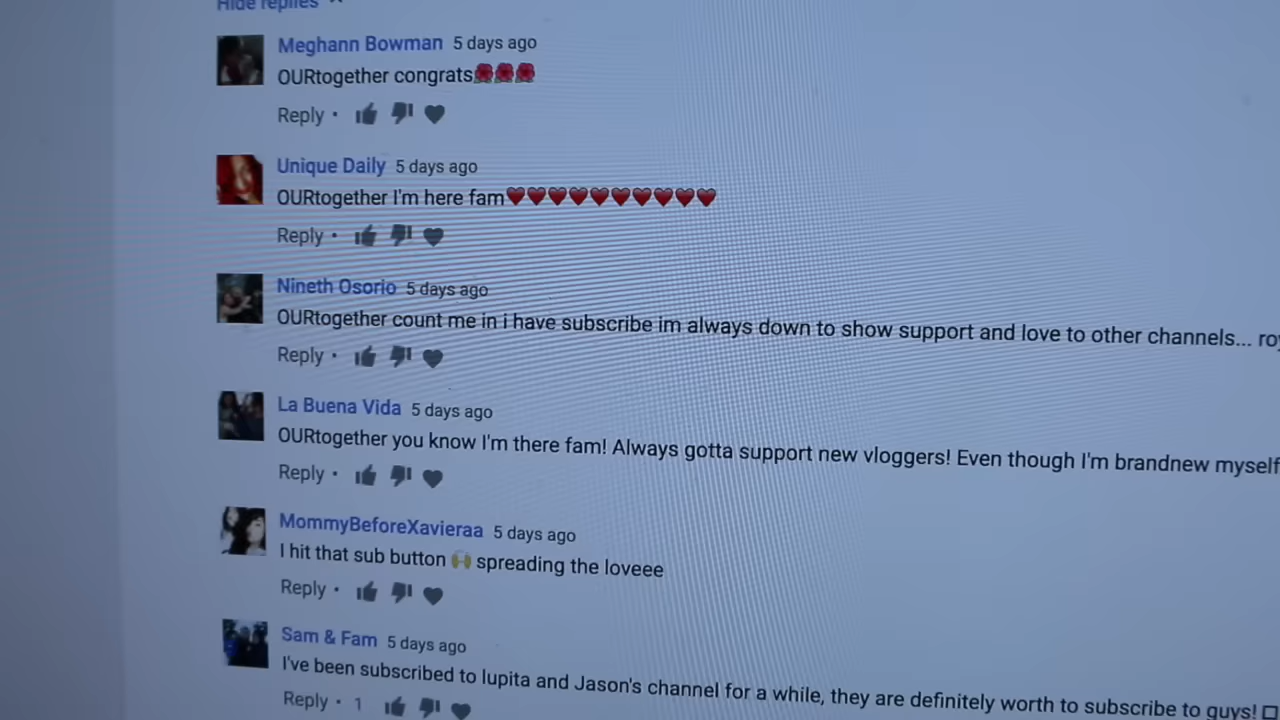 Hide replies
Meghann Bowman 5 days ago
OURtogether congrats🌺🌺🌺
Reply •
Unique Daily 5 days ago
OURtogether I'm here fam❤❤❤❤❤❤❤❤❤❤
Reply •
Nineth Osorio 5 days ago
OURtogether count me in i have subscribe im always down to show support and love to other channels...
Reply •
La Buena Vida 5 days ago
OURtogether you know I'm there fam! Always gotta support new vloggers! Even though I'm brandnew myself
Reply •
MommyBeforeXavieraa 5 days ago
I hit that sub button 🙌 spreading the loveee
Reply •
Sam & Fam 5 days ago
I've been subscribed to lupita and Jason's channel for a while, they are definitely worth to subscribe to guys!
Reply • 1